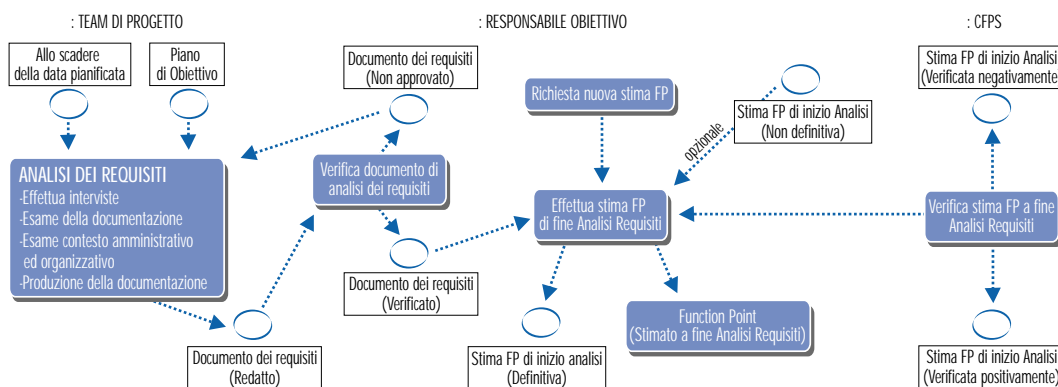 : TEAM DI PROGETTO
: RESPONSABILE OBIETTIVO
: CFPS
Allo scadere
della data pianificata
Piano
di Obiettivo
Documento dei requisiti
(Non approvato)
Richiesta nuova stima FP
Stima FP di inizio Analisi
(Non definitiva)
opzionale
Stima FP di inizio Analisi
(Verificata negativamente)
ANALISI DEI REQUISITI
-Effettua interviste
-Esame della documentazione
-Esame contesto amministrativo
ed organizzativo
-Produzione della documentazione
Verifica documento di
analisi dei requisiti
Effettua stima FP
di fine Analisi Requisiti
Verifica stima FP a fine
Analisi Requisiti
Documento dei requisiti
(Verificato)
Function Point
(Stimato a fine Analisi Requisiti)
Documento dei requisiti
(Redatto)
Stima FP di inizio analisi
(Definitiva)
Stima FP di inizio Analisi
(Verificata positivamente)